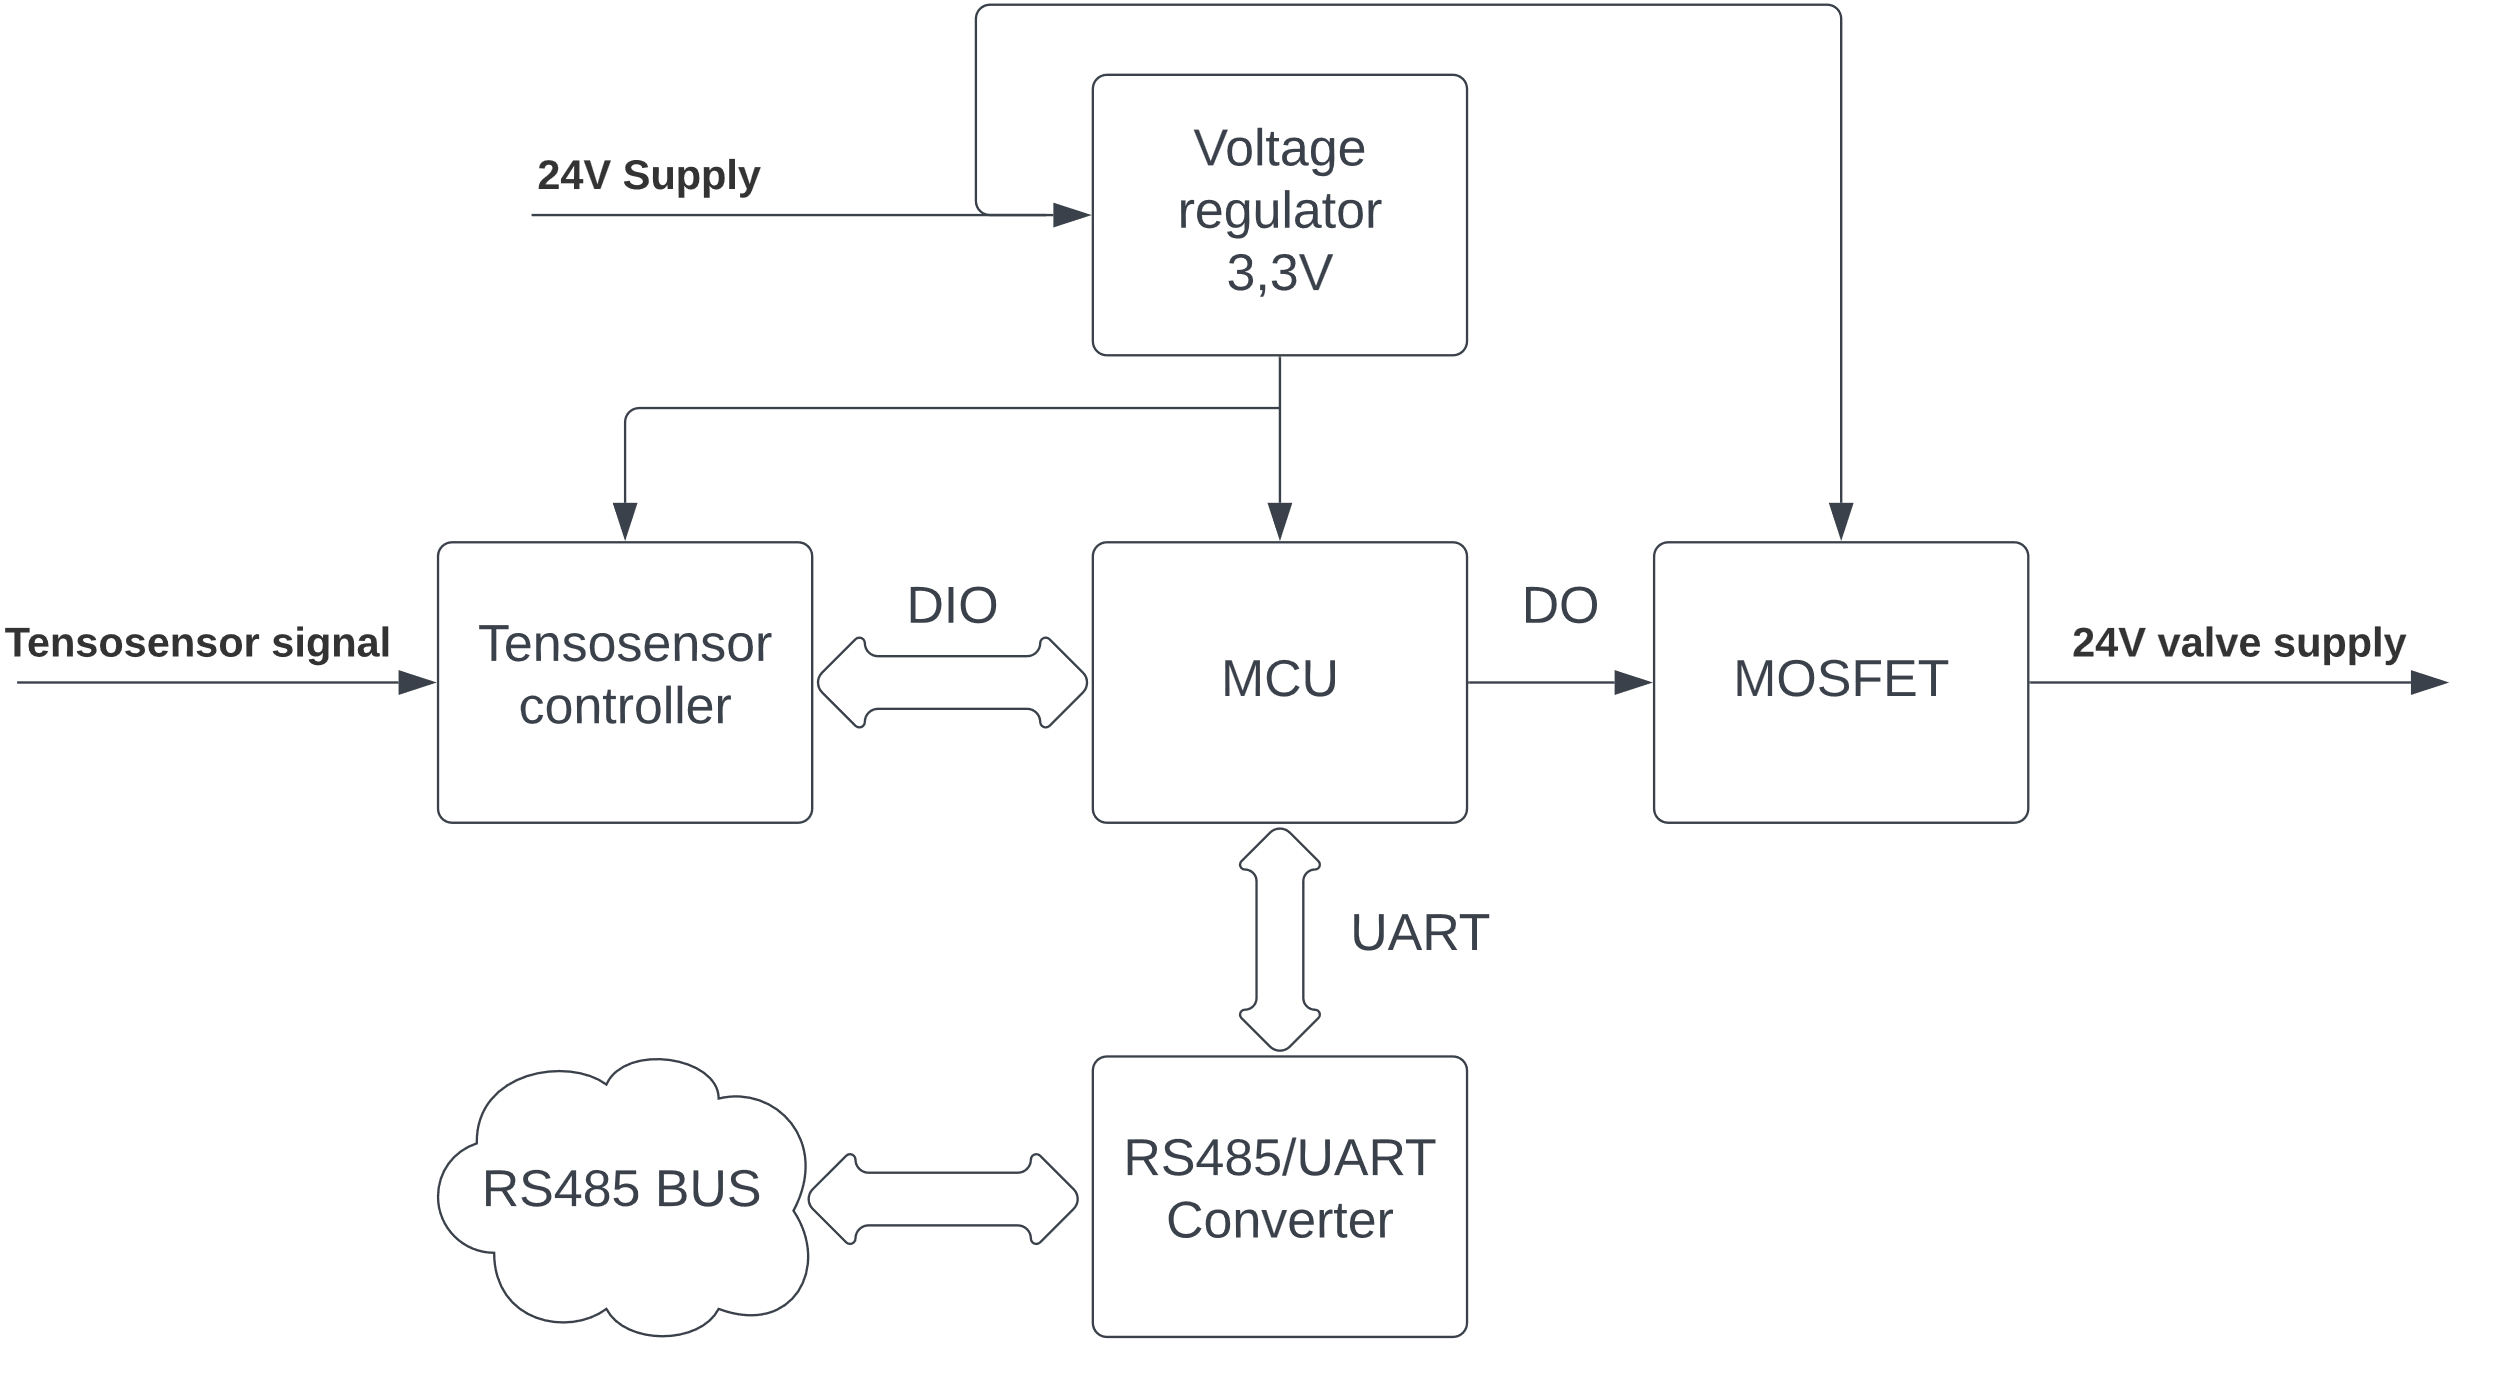 24V Supply
Voltage
regulator
3,3V
Tensosensor signal
Tensosensor
controller
DIO
MCU
DO
MOSFET
24V valve supply
UART
RS485 BUS
RS485/UART
Converter